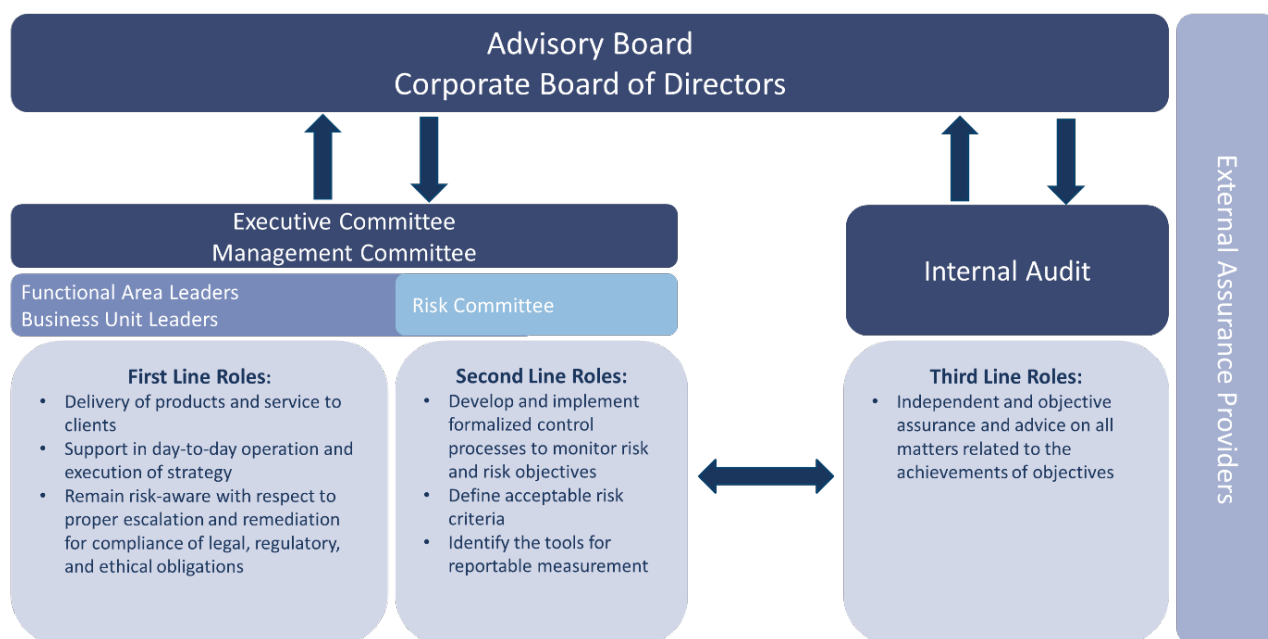 Advisory Board
Corporate Board of Directors
Executive Committee
Management Committee
Functional Area Leaders
Business Unit Leaders
Risk Committee
Internal Audit
First Line Roles:
• Delivery of products and service to
clients
• Support in day-to-day operation and
execution of strategy
• Remain risk-aware with respect to
proper escalation and remediation
for compliance of legal, regulatory,
and ethical obligations
Second Line Roles:
• Develop and implement
formalized control
processes to monitor risk
and risk objectives
• Define acceptable risk
criteria
• Identify the tools for
reportable measurement
Third Line Roles:
• Independent and objective
assurance and advice on all
matters related to the
achievements of objectives
External Assurance Providers